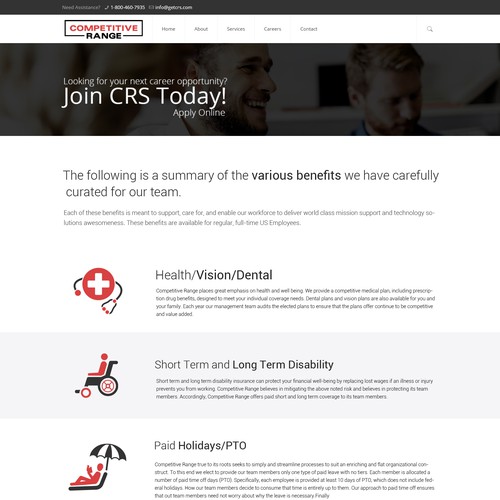 Need Assistance? 1-800-460-7935 info@getcrs.com
COMPETITIVE
RANGE
Home About Services Careers Contact
Looking for your next career opportunity?
Join CRS Today!
Apply Online
The following is a summary of the various benefits we have carefully
curated for our team.
Each of these benefits is meant to support, care for, and enable our workforce to deliver world class mission support and technology so-
lutions awesomeness. These benefits are available for regular, full-time US Employees.
Health/Vision/Dental
Competitive Range places great emphasis on health and well being. We provide a competitive medical plan, including prescrip-
tion drug benefits, designed to meet your individual coverage needs. Dental plans and vision plans are also available for you and
your family. Each year our management team audits the elected plans to ensure that the plans offer continue to be competitive
and value added.
Short Term and Long Term Disability
Short term and long term disability insurance can protect your financial well-being by replacing lost wages if an illness or injury
prevents you from working. Competitive Range believes in mitigating the above noted risk and believes in protecting its team
members. Accordingly, Competitive Range offers paid short and long term coverage to its team members.
Paid Holidays/PTO
Competitive Range true to its roots seeks to simply and streamline processes to suit an enriching and flat organizational con-
struct. To this end we elect to provide our team members only one type of paid leave with no tiers. Each member is allocated a
number of paid time off days (PTO). Specifically, each employee is provided at least 10 days of PTO, which does not include fed-
eral holidays. How our team members decide to consume that time is entirely up to them. Our approach to paid time off ensures
that out team members need not worry about why the leave is necessary Finally